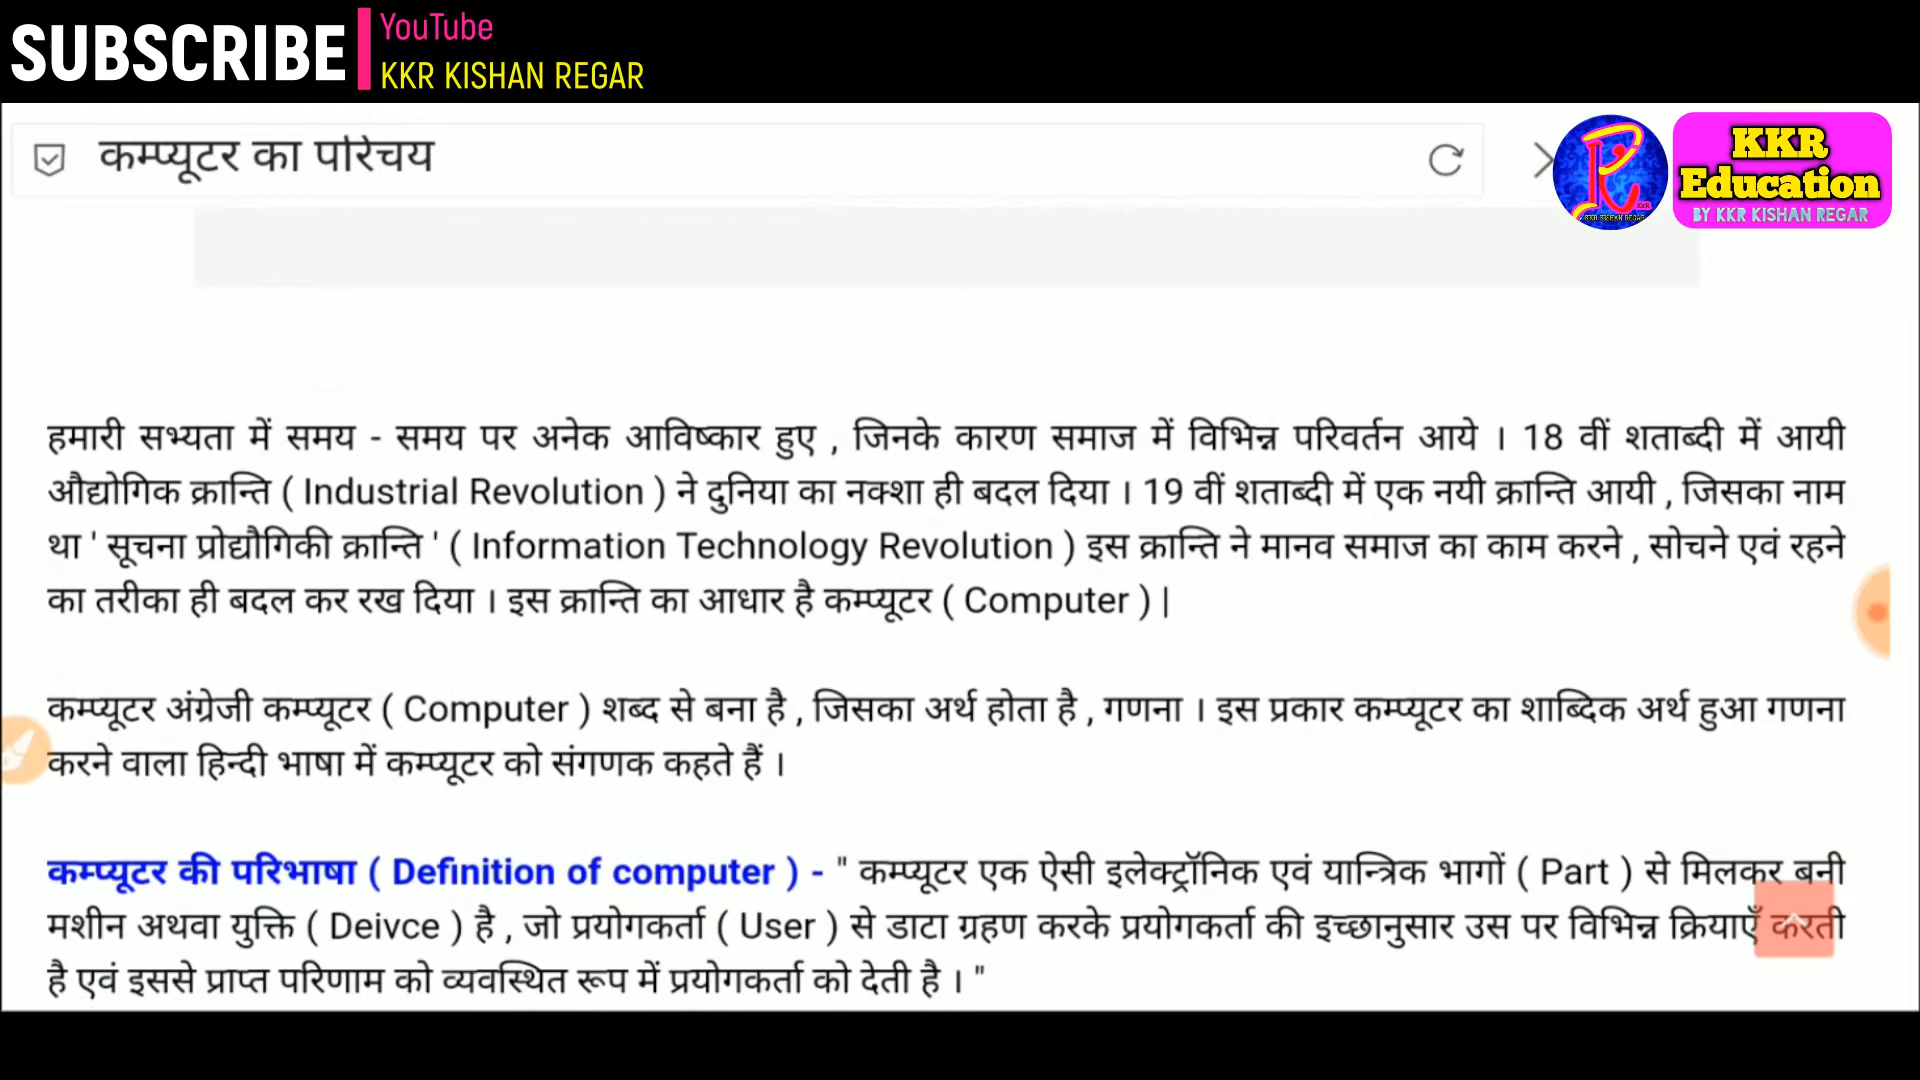 SUBSCRIBE
YouTube
KKR KISHAN REGAR
कम्प्यूटर का परिचय
KKR
Education
BY KKR KISHAN REGAR
KKR KISHAN REGAR
हमारी सभ्यता में समय - समय पर अनेक आविष्कार हुए , जिनके कारण समाज में विभिन्न परिवर्तन आये । 18 वीं शताब्दी में आयी
औद्योगिक क्रान्ति ( Industrial Revolution ) ने दुनिया का नक्शा ही बदल दिया । 19 वीं शताब्दी में एक नयी क्रान्ति आयी , जिसका नाम
था ' सूचना प्रोद्यौगिकी क्रान्ति ' ( Information Technology Revolution ) इस क्रान्ति ने मानव समाज का काम करने , सोचने एवं रहने
का तरीका ही बदल कर रख दिया । इस क्रान्ति का आधार है कम्प्यूटर ( Computer ) |
कम्प्यूटर अंग्रेजी कम्प्यूटर ( Computer ) शब्द से बना है , जिसका अर्थ होता है , गणना । इस प्रकार कम्प्यूटर का शाब्दिक अर्थ हुआ गणना
करने वाला हिन्दी भाषा में कम्प्यूटर को संगणक कहते हैं ।
कम्प्यूटर की परिभाषा ( Definition of computer ) - " कम्प्यूटर एक ऐसी इलेक्ट्रॉनिक एवं यान्त्रिक भागों ( Part ) से मिलकर बनी
मशीन अथवा युक्ति ( Deivce ) है , जो प्रयोगकर्ता ( User ) से डाटा ग्रहण करके प्रयोगकर्ता की इच्छानुसार उस पर विभिन्न क्रियाएँ करती
है एवं इससे प्राप्त परिणाम को व्यवस्थित रूप में प्रयोगकर्ता को देती है । "